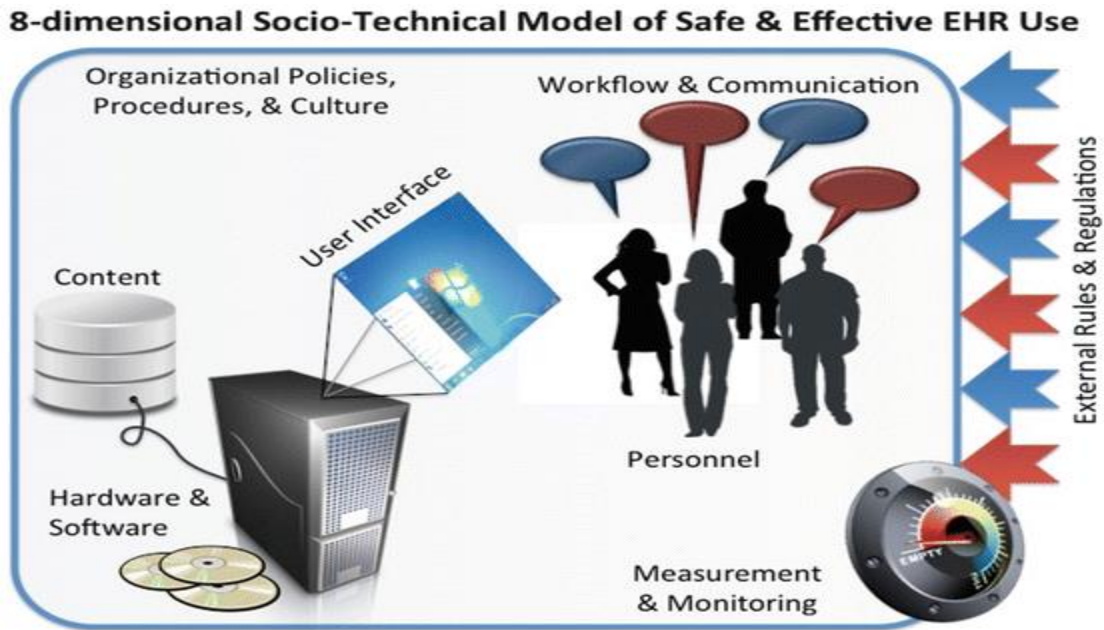 8-dimensional Socio-Technical Model of Safe & Effective EHR Use
Organizational Policies,
Procedures, & Culture
Workflow & Communication
User Interface
Content
External Rules & Regulations
Hardware &
Software
Personnel
Measurement
& Monitoring
EMPTY